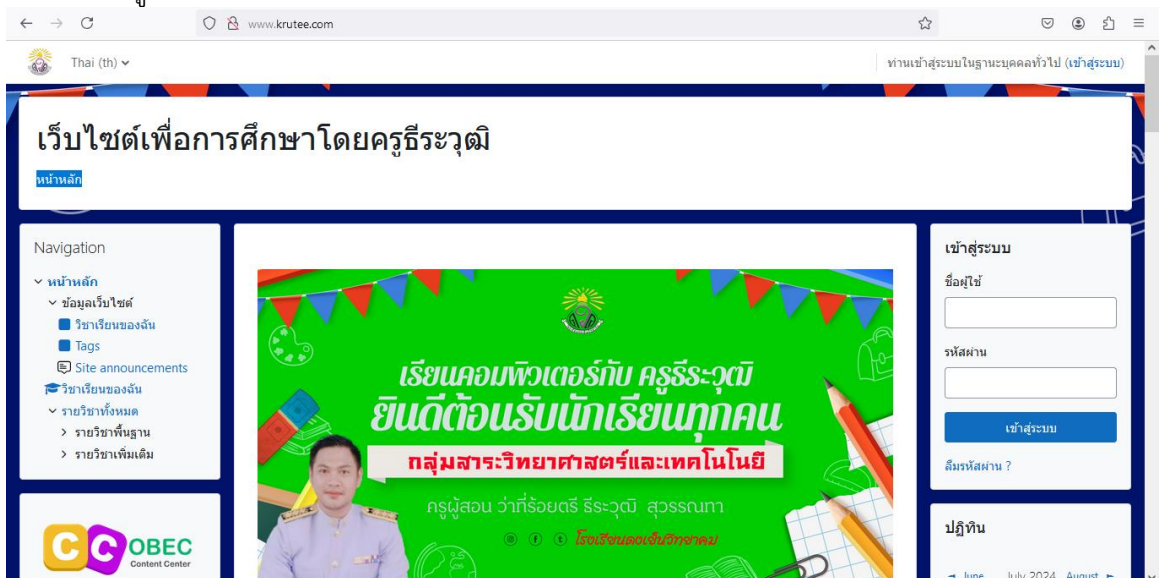 www.krutee.com
Thai (th)
ท่านเข้าสู่ระบบในฐานะบุคคลทั่วไป (เข้าสู่ระบบ)
เว็บไซต์เพื่อการศึกษาโดยครูธีระวุฒิ
หน้าหลัก
Navigation
หน้าหลัก
ข้อมูลเว็บไซต์
วิชาเรียนของฉัน
Tags
Site announcements
วิชาเรียนของฉัน
รายวิชาทั้งหมด
รายวิชาพื้นฐาน
รายวิชาเพิ่มเติม
CC OBEC
Content Center
เรียนคอมพิวเตอร์กับ ครูธีระวุฒิ
ยินดีต้อนรับนักเรียนทุกคน
กลุ่มสาระวิทยาศาสตร์และเทคโนโนยี
ครูผู้สอน ว่าที่ร้อยตรี ธีระวุฒิ สุวรรณทา
โรงเรียนดงเย็นวิทยาคม
เข้าสู่ระบบ
ชื่อผู้ใช้
รหัสผ่าน
เข้าสู่ระบบ
ลืมรหัสผ่าน ?
ปฏิทิน
◄ June July 2024 August ►